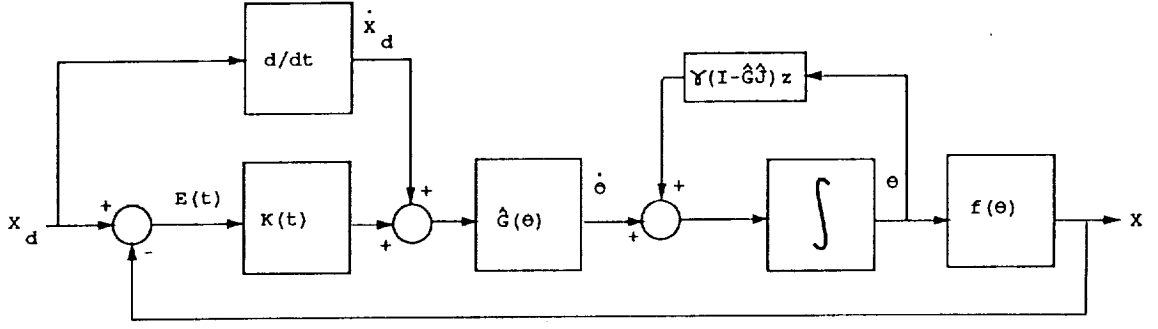 Ẋ
d
d/dt
γ(I-ĜĴ)z
+
+
+
E(t)
K(t)
+
Ĝ(θ)
θ̇
+
∫
θ
f(θ)
X
X
d
-